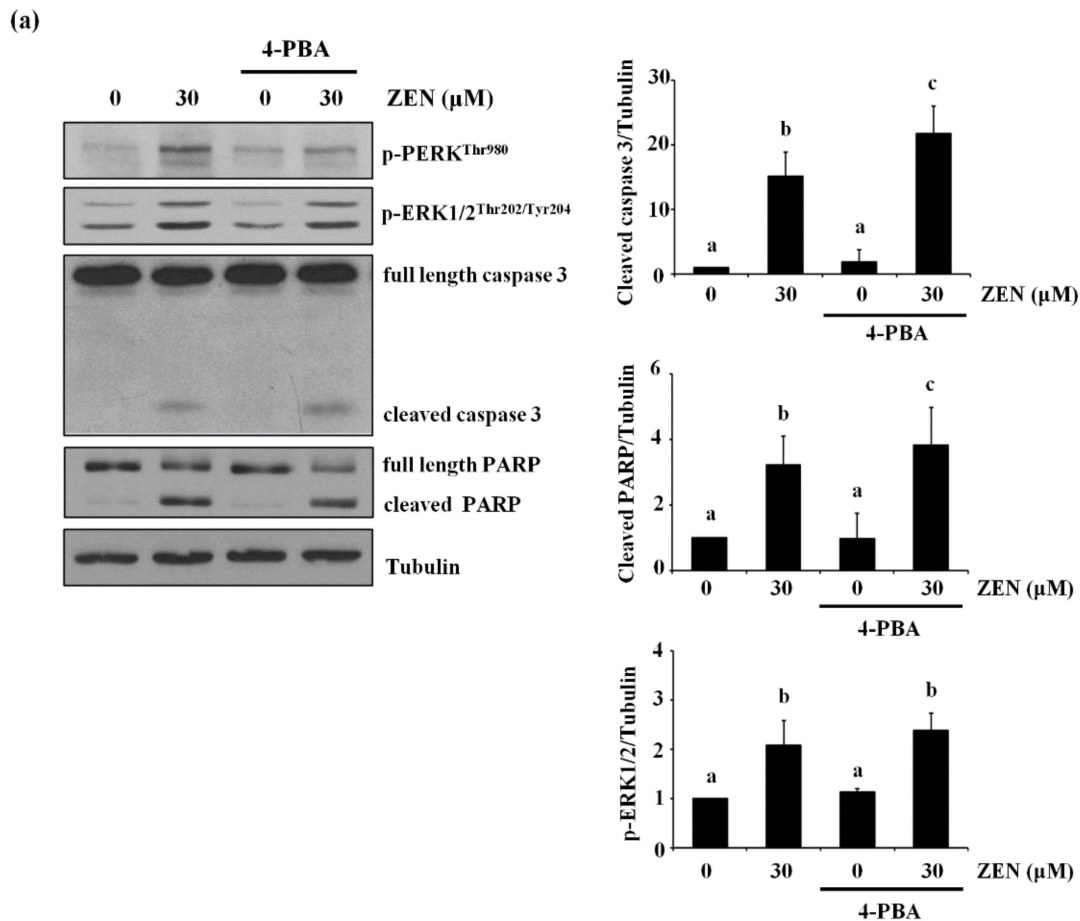 (a)
4-PBA
0 30 0 30 ZEN (µM)
p-PERKThr980
p-ERK1/2Thr202/Tyr204
full length caspase 3
cleaved caspase 3
full length PARP
cleaved PARP
Tubulin
Cleaved caspase 3/Tubulin
30
20
10
0
a b a c
0 30 0 30 ZEN (µM)
4-PBA
Cleaved PARP/Tubulin
6
4
2
0
a b a c
0 30 0 30 ZEN (µM)
4-PBA
p-ERK1/2/Tubulin
4
3
2
1
0
a b a b
0 30 0 30 ZEN (µM)
4-PBA